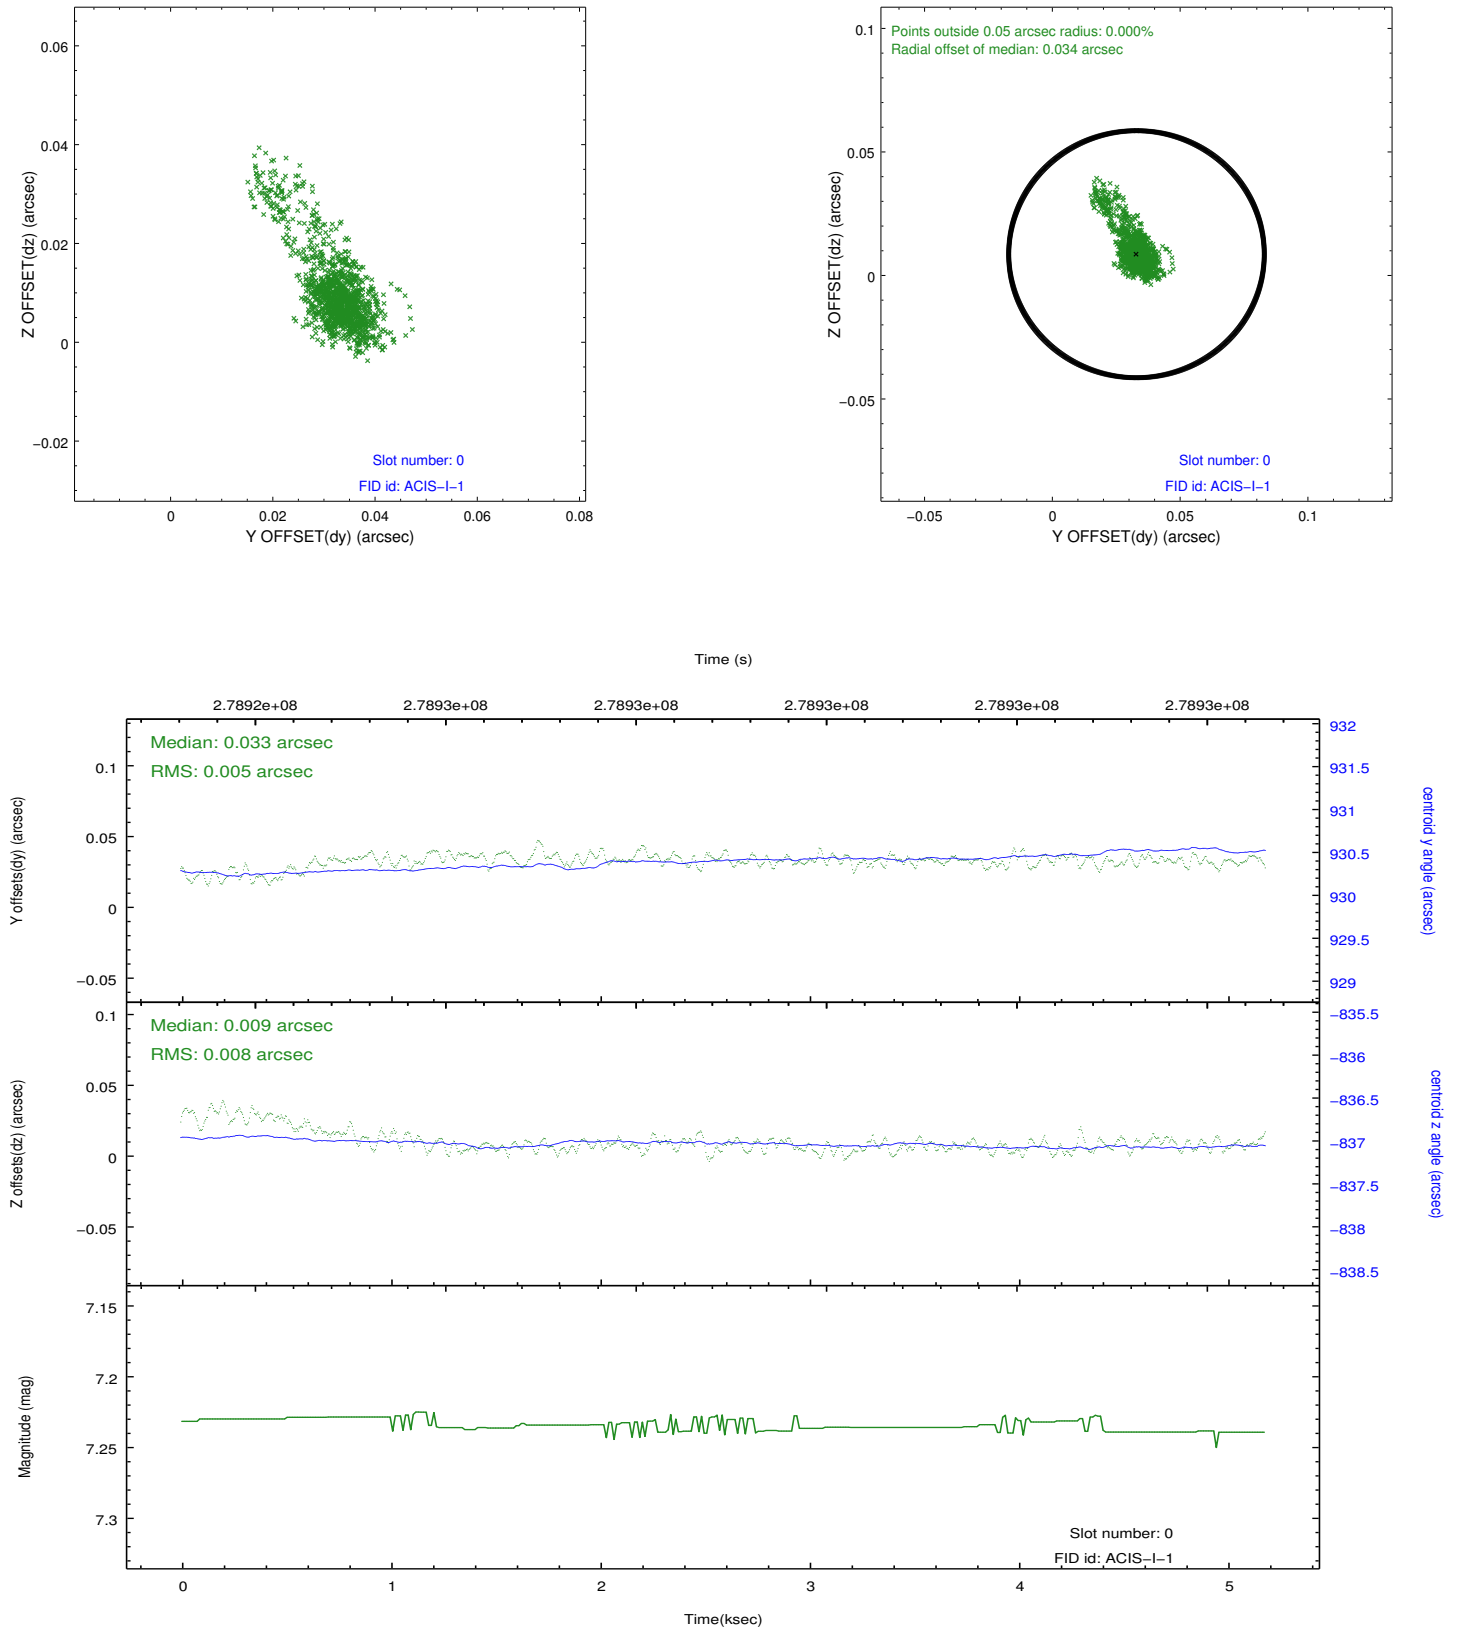 0.06
0.04
0.02
0
−0.02
Z OFFSET(dz) (arcsec)
Slot number: 0
FID id: ACIS−I−1
0
0.02
0.04
0.06
0.08
Y OFFSET(dy) (arcsec)
Points outside 0.05 arcsec radius: 0.000%
Radial offset of median: 0.034 arcsec
0.1
0.05
0
−0.05
Z OFFSET(dz) (arcsec)
Slot number: 0
FID id: ACIS−I−1
−0.05
0
0.05
0.1
Y OFFSET(dy) (arcsec)
Time (s)
2.7892e+08
2.7893e+08
2.7893e+08
2.7893e+08
2.7893e+08
2.7893e+08
Median: 0.033 arcsec
RMS: 0.005 arcsec
0.1
0.05
0
−0.05
Y offsets(dy) (arcsec)
932
931.5
931
930.5
930
929.5
929
centroid y angle (arcsec)
Median: 0.009 arcsec
RMS: 0.008 arcsec
0.1
0.05
0
−0.05
Z offsets(dz) (arcsec)
−835.5
−836
−836.5
−837
−837.5
−838
−838.5
centroid z angle (arcsec)
7.15
7.2
7.25
7.3
Magnitude (mag)
Slot number: 0
FID id: ACIS−I−1
0
1
2
3
4
5
Time(ksec)